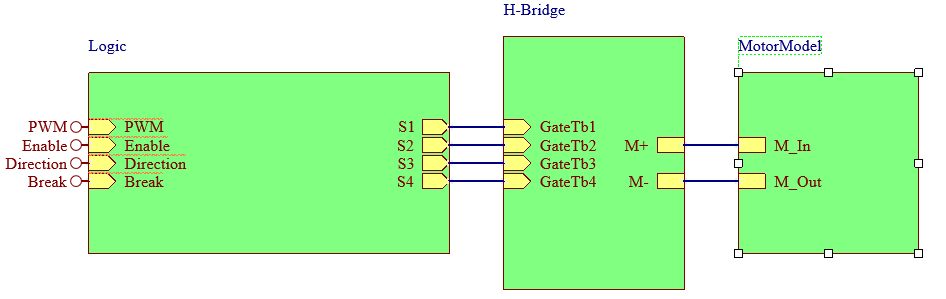 H-Bridge
Logic
MotorModel
PWM PWM S1 GateTb1
Enable Enable S2 GateTb2 M+ M_In
Direction Direction S3 GateTb3
Break Break S4 GateTb4 M- M_Out